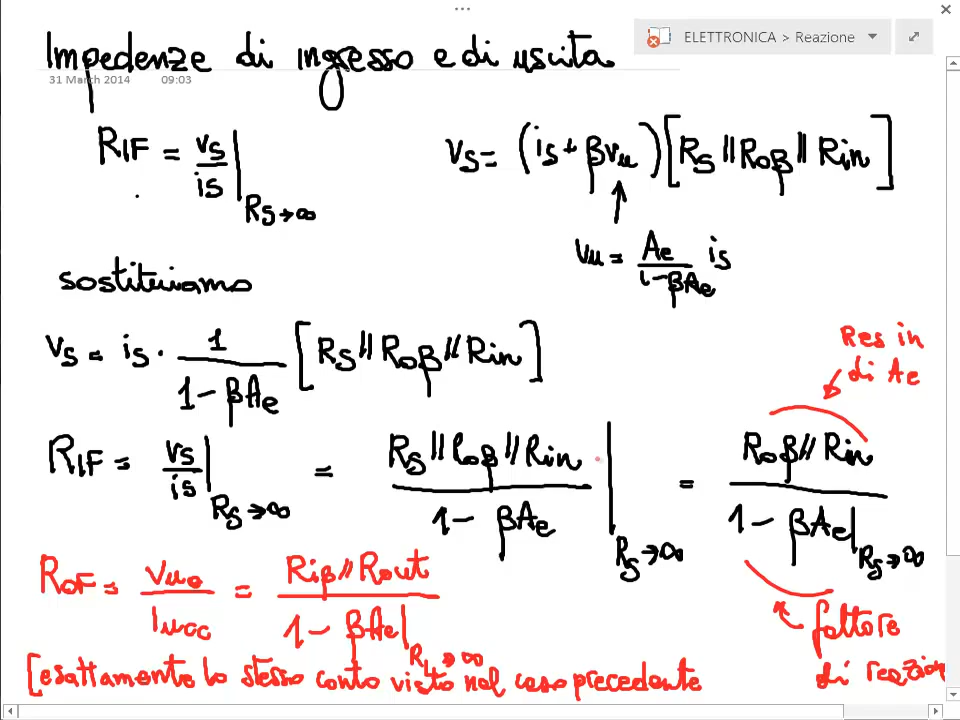 Impedenze di ingresso e di uscita
ELETTRONICA > Reazione
31 March 2014 09:03
RIF = vs/is | Rs→∞
vs = (is + βvu) [Rs // Roβ // Rin]
vu = Ae/(1-βAe) is
sostituiamo
vs = is · 1/(1-βAe) [Rs // Roβ // Rin]
Res in
di Ae
RIF = vs/is | Rs→∞ = (Rs // Roβ // Rin)/(1-βAe) | Rs→∞ = (Roβ // Rin)/(1-βAe| Rs→∞)
ROF = vuo/iucc = (Riβ // Rout)/(1-βAe| RL→∞)
fattore
di reazion
[esattamente lo stesso conto visto nel caso precedente